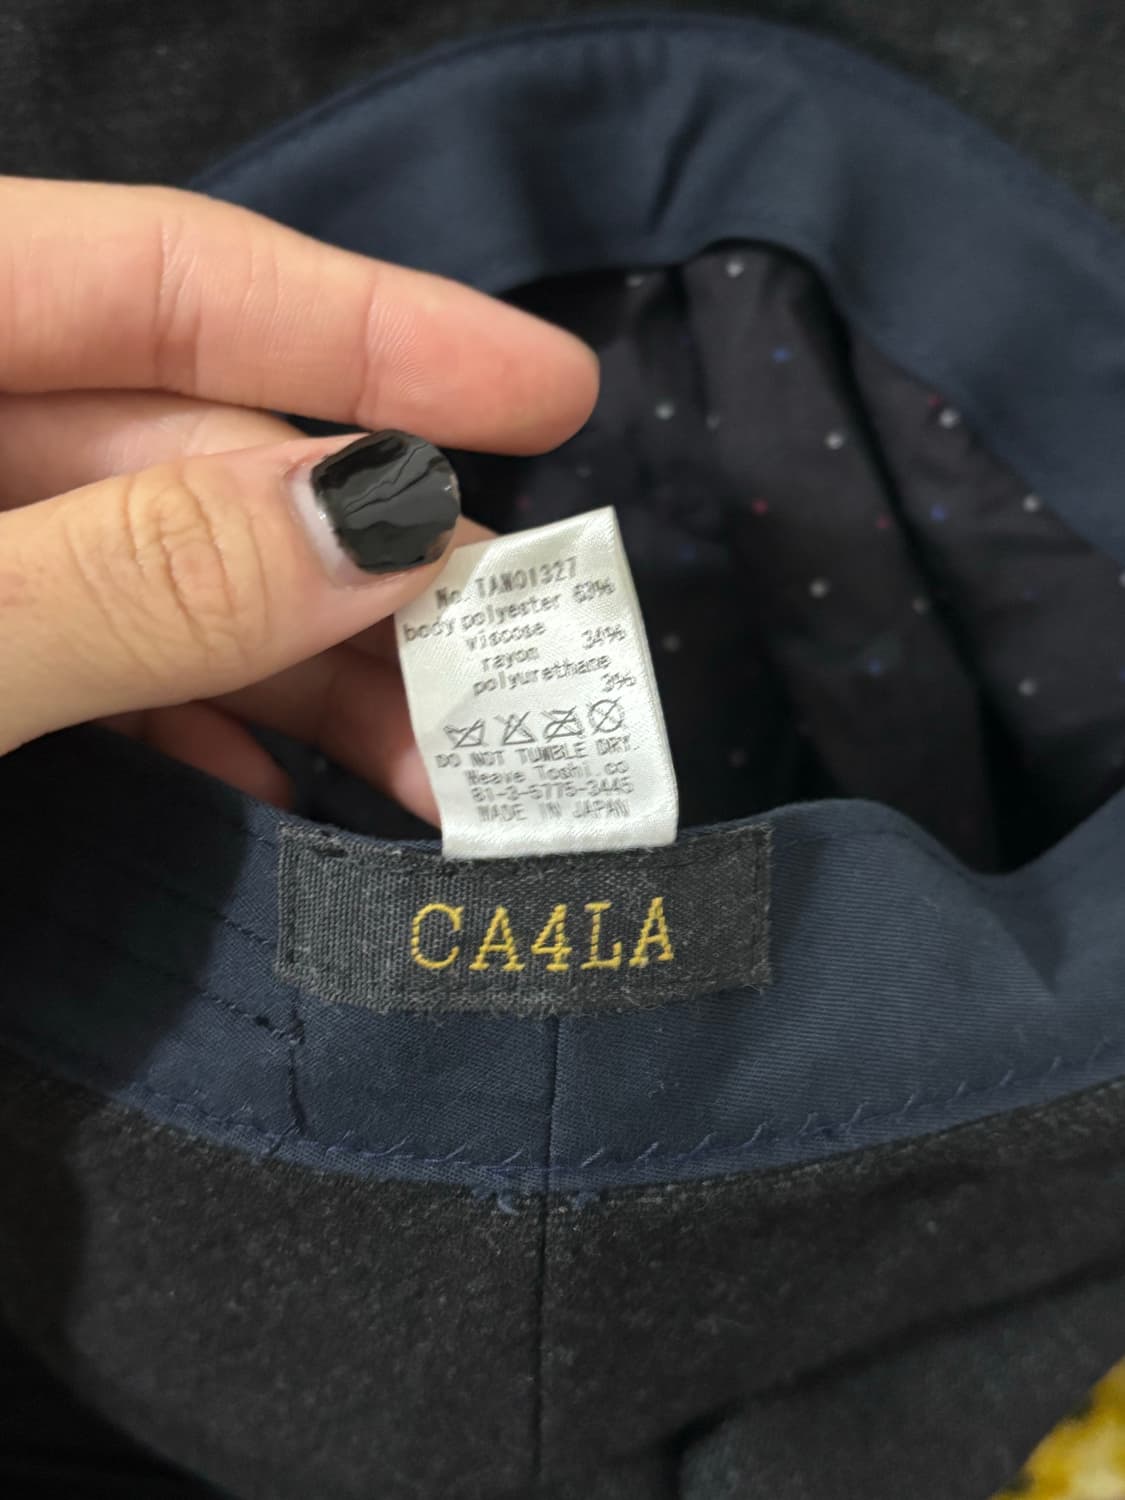 No. TAW01327
body polyester 63%
viscose
rayon 34%
polyurethane
3%
DO NOT TUMBLE DRY.
Weave Toshi.co
81-3-5775-3445
MADE IN JAPAN
CA4LA